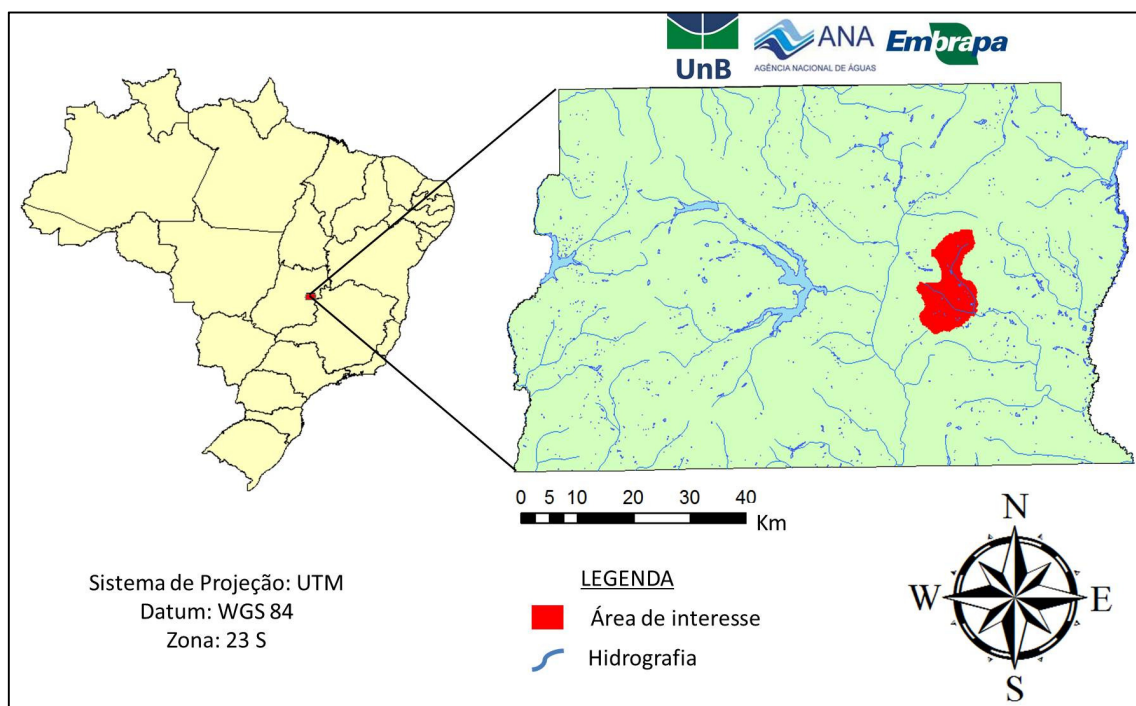 UnB
ANA
AGÊNCIA NACIONAL DE ÁGUAS
Embrapa
0 5 10 20 30 40
Km
Sistema de Projeção: UTM
Datum: WGS 84
Zona: 23 S
LEGENDA
Área de interesse
Hidrografia
N
W E
S